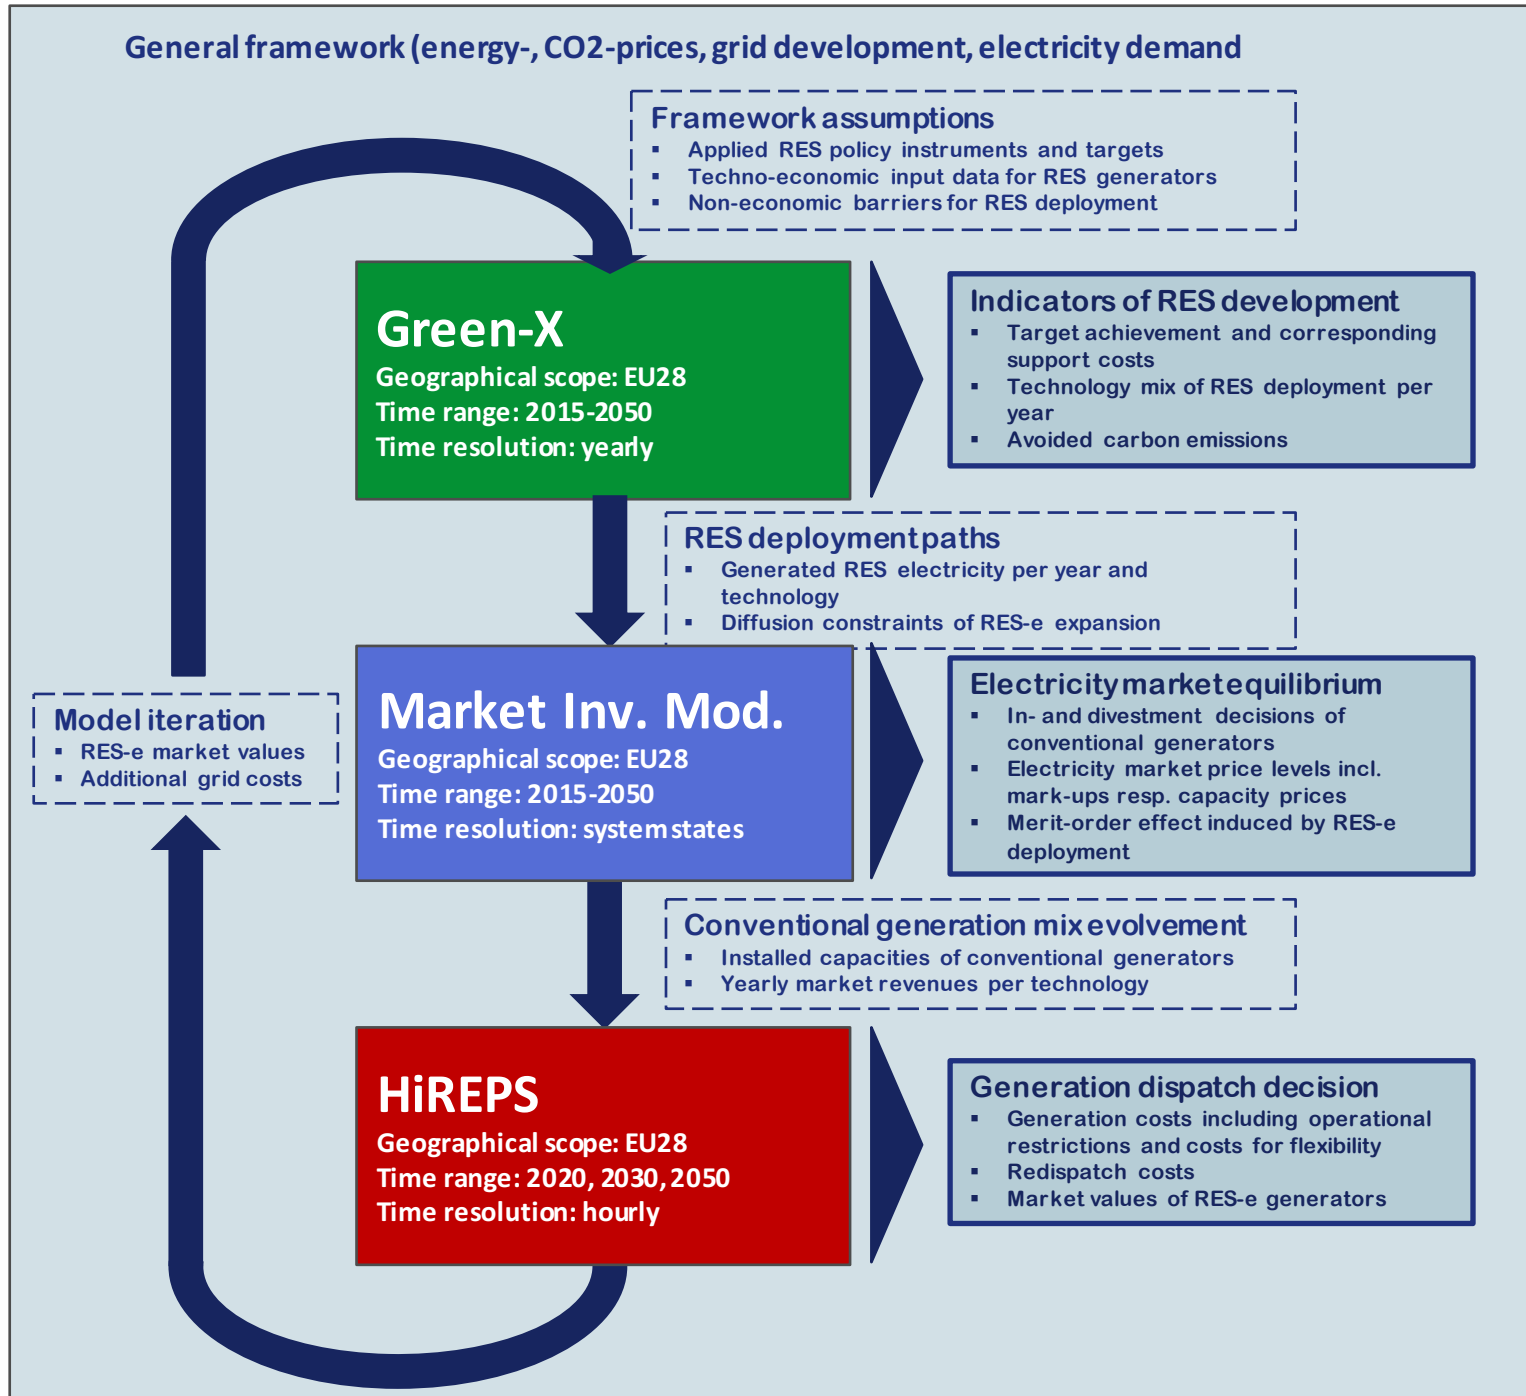 General framework (energy-, CO2-prices, grid development, electricity demand
Framework assumptions
▪ Applied RES policy instruments and targets
▪ Techno-economic input data for RES generators
▪ Non-economic barriers for RES deployment
Green-X
Geographical scope: EU28
Time range: 2015-2050
Time resolution: yearly
Indicators of RES development
▪ Target achievement and corresponding
support costs
▪ Technology mix of RES deployment per
year
▪ Avoided carbon emissions
RES deployment paths
▪ Generated RES electricity per year and
technology
▪ Diffusion constraints of RES-e expansion
Model iteration
▪ RES-e market values
▪ Additional grid costs
Market Inv. Mod.
Geographical scope: EU28
Time range: 2015-2050
Time resolution: system states
Electricity market equilibrium
▪ In- and divestment decisions of
conventional generators
▪ Electricity market price levels incl.
mark-ups resp. capacity prices
▪ Merit-order effect induced by RES-e
deployment
Conventional generation mix evolvement
▪ Installed capacities of conventional generators
▪ Yearly market revenues per technology
HiREPS
Geographical scope: EU28
Time range: 2020, 2030, 2050
Time resolution: hourly
Generation dispatch decision
▪ Generation costs including operational
restrictions and costs for flexibility
▪ Redispatch costs
▪ Market values of RES-e generators